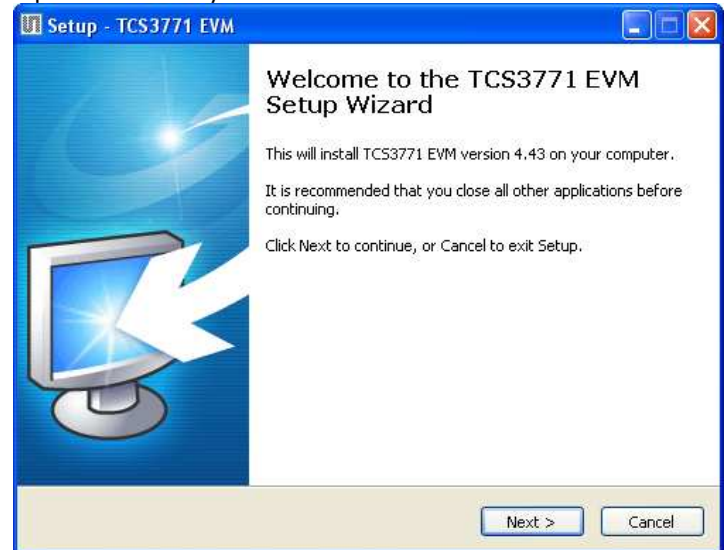 Setup - TCS3771 EVM
Welcome to the TCS3771 EVM
Setup Wizard
This will install TCS3771 EVM version 4.43 on your computer.
It is recommended that you close all other applications before
continuing.
Click Next to continue, or Cancel to exit Setup.
Next >
Cancel